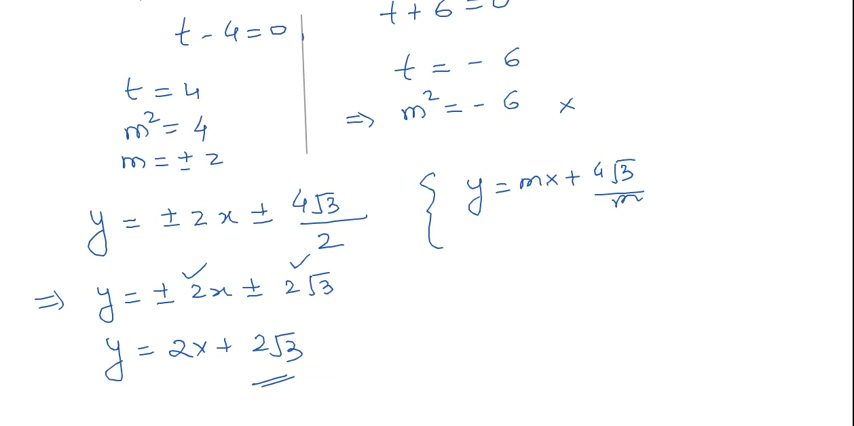 t - 4 = 0
t + 6 = 0
t = 4
t = - 6
m² = 4
⇒ m² = - 6 ×
m = ± 2
y = ± 2x ± 4√3/2
{ y = mx + 4√3/m
⇒ y = ± 2x ± 2√3
y = 2x + 2√3